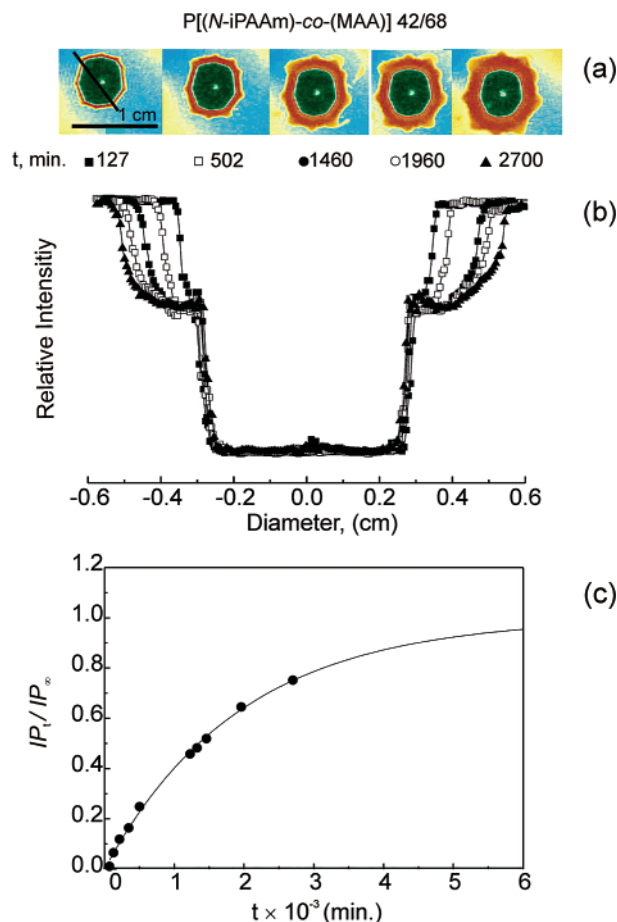 P[(N-iPAAm)-co-(MAA)] 42/68
(a)
1 cm
t, min. ■ 127 □ 502 ● 1460 ○ 1960 ▲ 2700
(b)
Relative Intensitiy
-0.6 -0.4 -0.2 0.0 0.2 0.4 0.6
Diameter, (cm)
(c)
1.2
1.0
0.8
0.6
0.4
0.2
0.0
IPt / IP∞
0 1 2 3 4 5 6
t × 10⁻³ (min.)